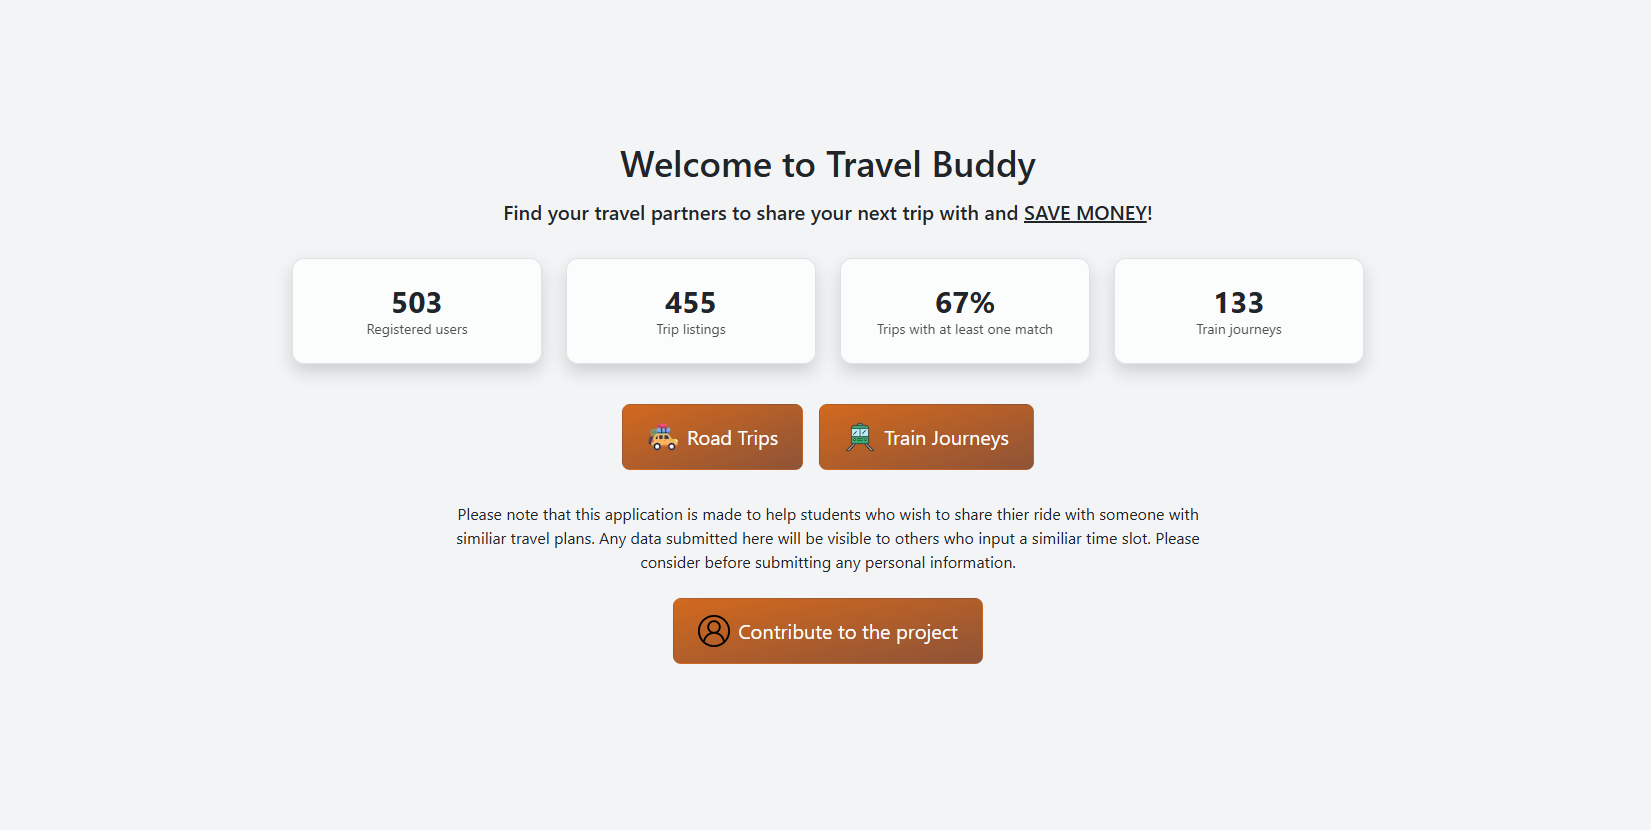 Welcome to Travel Buddy
Find your travel partners to share your next trip with and SAVE MONEY!
503
Registered users
455
Trip listings
67%
Trips with at least one match
133
Train journeys
Road Trips
Train Journeys
Please note that this application is made to help students who wish to share thier ride with someone with
similiar travel plans. Any data submitted here will be visible to others who input a similiar time slot. Please
consider before submitting any personal information.
Contribute to the project